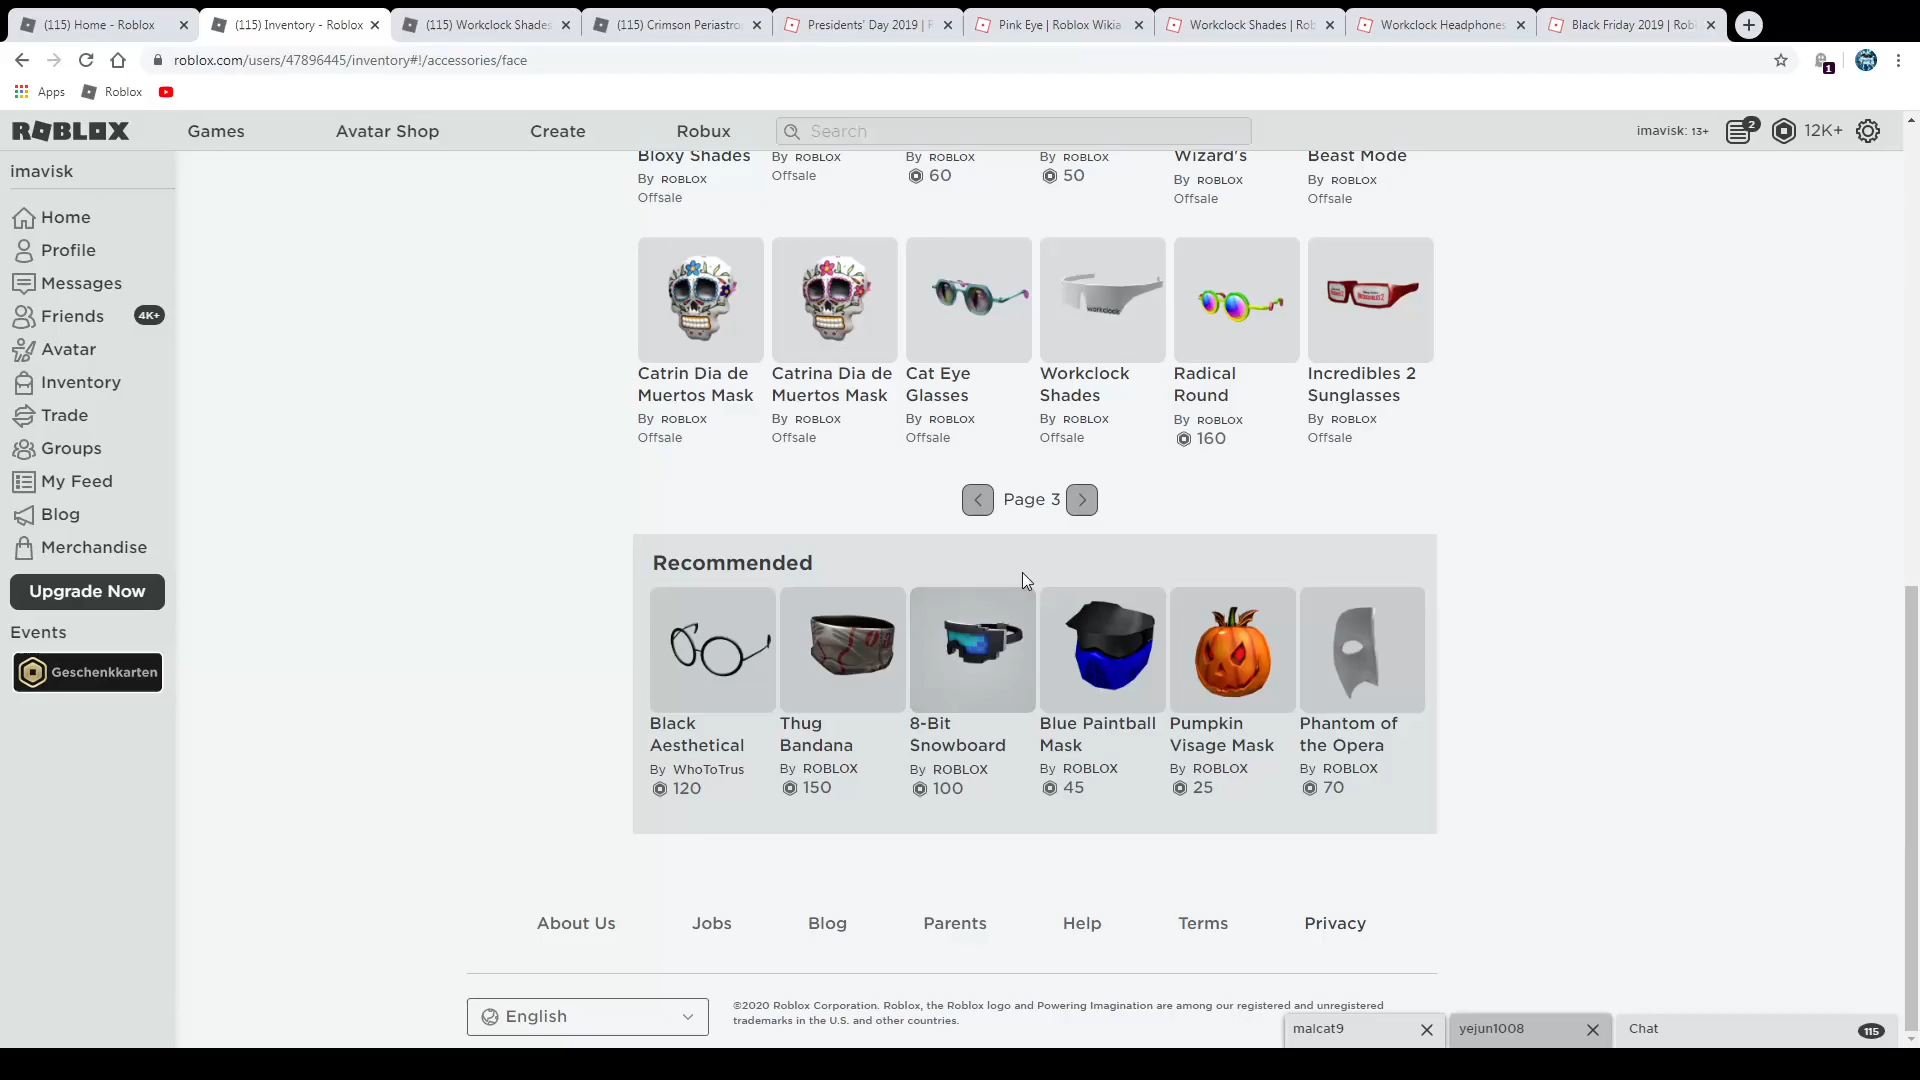 (115) Home - Roblox
(115) Inventory - Roblox
(115) Workclock Shades
(115) Crimson Periastro
Presidents' Day 2019 |
Pink Eye | Roblox Wikia
Workclock Shades | Rob
Workclock Headphones
Black Friday 2019 | Rob
roblox.com/users/47896445/inventory#!/accessories/face
1
Apps
Roblox
ROBLOX
Games
Avatar Shop
Create
Robux
Search
imavisk: 13+
2
12K+
imavisk
Home
Profile
Messages
Friends
4K+
Avatar
Inventory
Trade
Groups
My Feed
Blog
Merchandise
Upgrade Now
Events
Geschenkkarten
Bloxy Shades
By ROBLOX
Offsale
By ROBLOX
Offsale
By ROBLOX
60
By ROBLOX
50
Wizard's
By ROBLOX
Offsale
Beast Mode
By ROBLOX
Offsale
Catrin Dia de
Muertos Mask
By ROBLOX
Offsale
Catrina Dia de
Muertos Mask
By ROBLOX
Offsale
Cat Eye
Glasses
By ROBLOX
Offsale
workclock
Workclock
Shades
By ROBLOX
Offsale
Radical
Round
By ROBLOX
160
Incredibles 2
Sunglasses
By ROBLOX
Offsale
Page 3
Recommended
Black
Aesthetical
By WhoToTrus
120
Thug
Bandana
By ROBLOX
150
8-Bit
Snowboard
By ROBLOX
100
Blue Paintball
Mask
By ROBLOX
45
Pumpkin
Visage Mask
By ROBLOX
25
Phantom of
the Opera
By ROBLOX
70
About Us
Jobs
Blog
Parents
Help
Terms
Privacy
English
©2020 Roblox Corporation. Roblox, the Roblox logo and Powering Imagination are among our registered and unregistered
trademarks in the U.S. and other countries.
malcat9
yejun1008
Chat
115